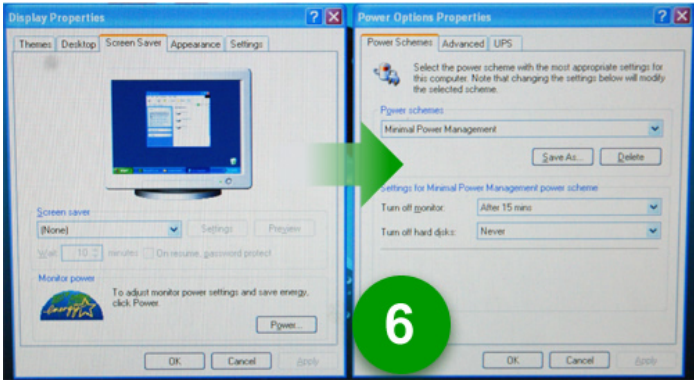 Display Properties
Themes Desktop Screen Saver Appearance Settings
Screen saver
(None)
Settings
Preview
Wait: 10 minutes On resume, password protect
Monitor power
energy
To adjust monitor power settings and save energy,
click Power.
Power...
OK Cancel Apply
Power Options Properties
Power Schemes Advanced UPS
Select the power scheme with the most appropriate settings for
this computer. Note that changing the settings below will modify
the selected scheme.
Power schemes
Minimal Power Management
Save As... Delete
Settings for Minimal Power Management power scheme
Turn off monitor: After 15 mins
Turn off hard disks: Never
6
OK Cancel Apply